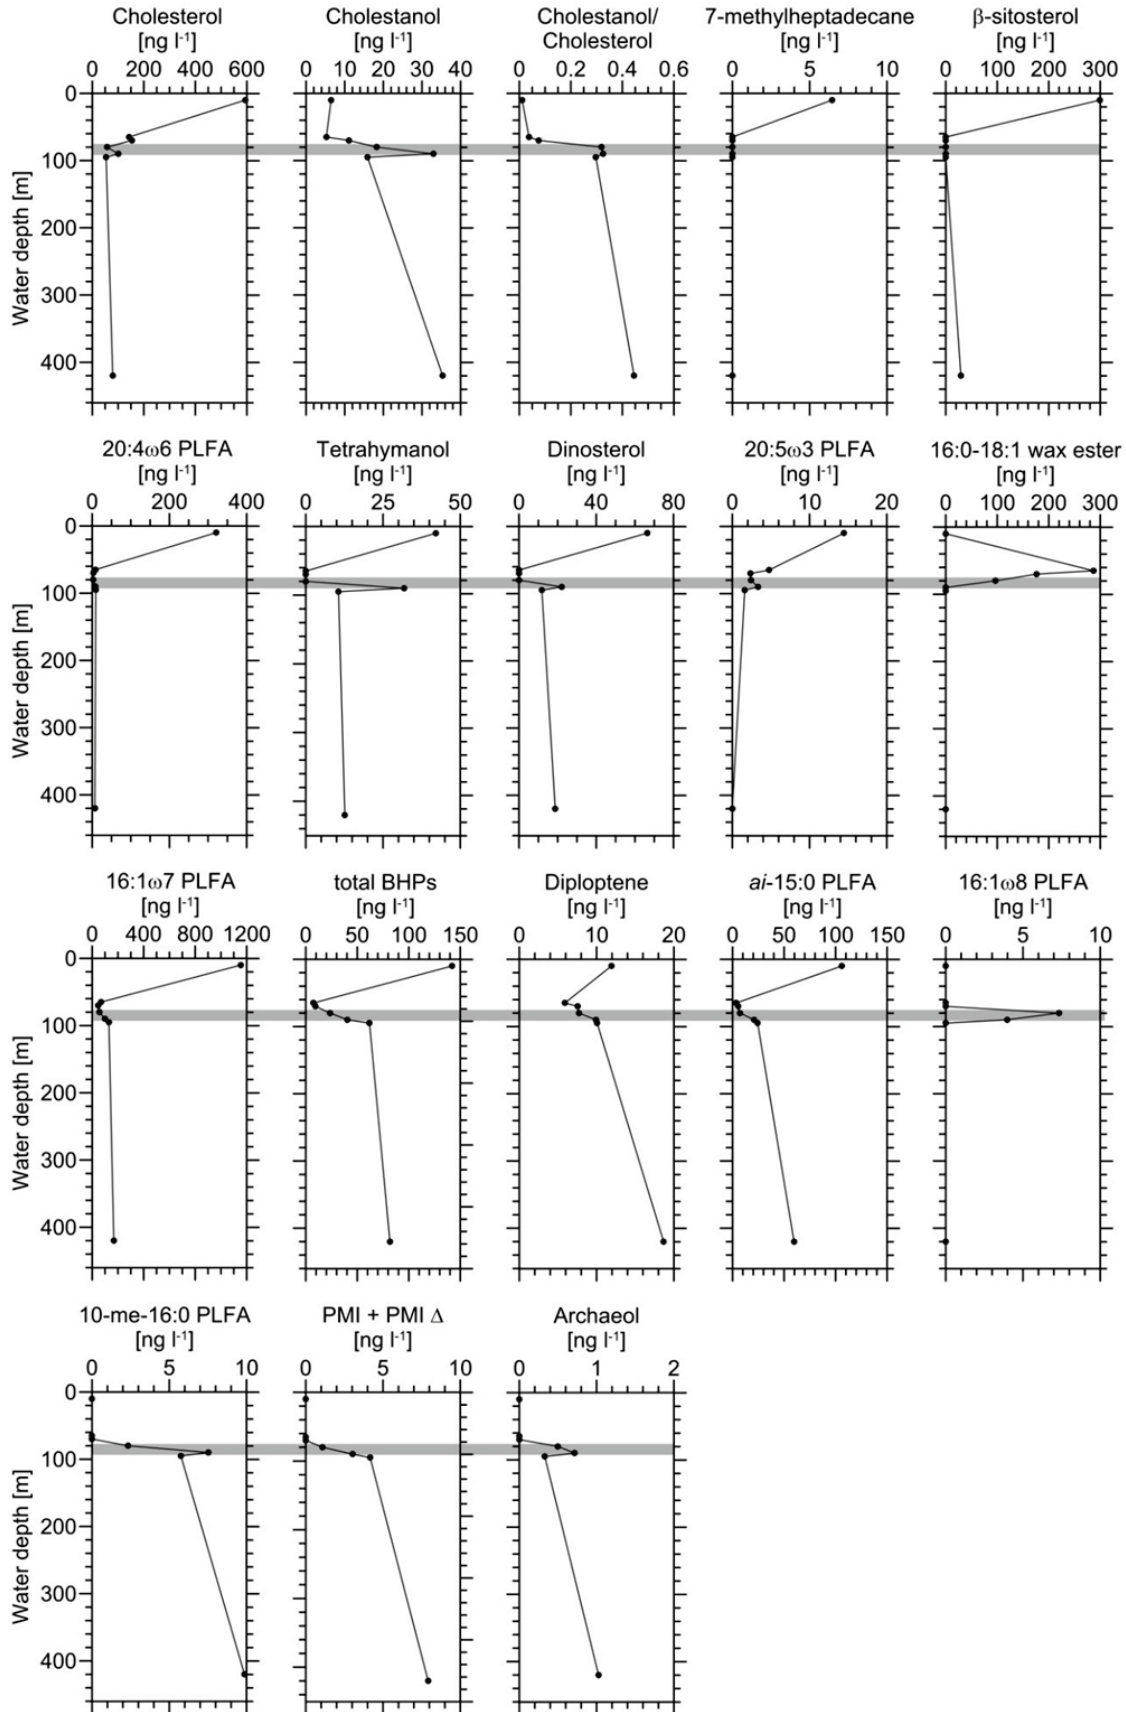 Cholesterol
[ng l⁻¹]
Cholestanol
[ng l⁻¹]
Cholestanol/
Cholesterol
7-methylheptadecane
[ng l⁻¹]
β-sitosterol
[ng l⁻¹]
0 200 400 600
0 10 20 30 40
0 0.2 0.4 0.6
0 5 10
0 100 200 300
Water depth [m]
0
100
200
300
400
20:4ω6 PLFA
[ng l⁻¹]
Tetrahymanol
[ng l⁻¹]
Dinosterol
[ng l⁻¹]
20:5ω3 PLFA
[ng l⁻¹]
16:0-18:1 wax ester
[ng l⁻¹]
0 200 400
0 25 50
0 40 80
0 10 20
0 100 200 300
Water depth [m]
0
100
200
300
400
16:1ω7 PLFA
[ng l⁻¹]
total BHPs
[ng l⁻¹]
Diploptene
[ng l⁻¹]
ai-15:0 PLFA
[ng l⁻¹]
16:1ω8 PLFA
[ng l⁻¹]
0 400 800 1200
0 50 100 150
0 10 20
0 50 100 150
0 5 10
Water depth [m]
0
100
200
300
400
10-me-16:0 PLFA
[ng l⁻¹]
PMI + PMI Δ
[ng l⁻¹]
Archaeol
[ng l⁻¹]
0 5 10
0 5 10
0 1 2
Water depth [m]
0
100
200
300
400